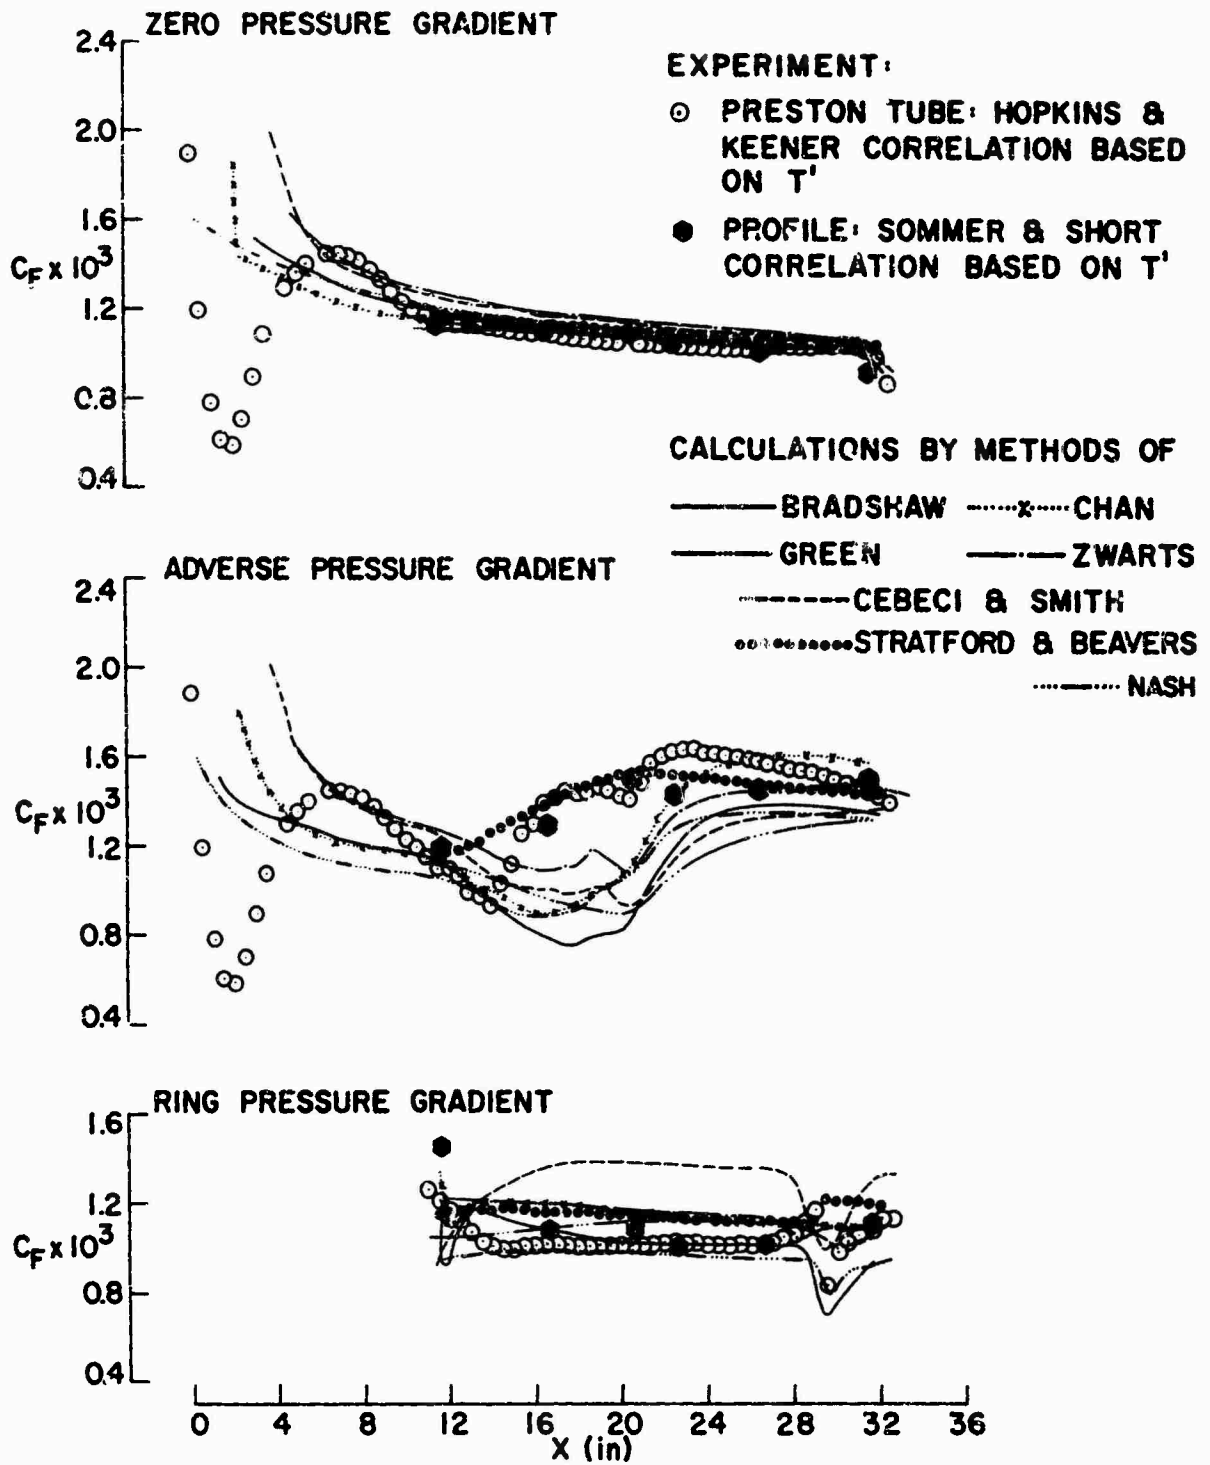 ZERO PRESSURE GRADIENT
2.4
2.0
1.6
C_F x 10^3
1.2
0.8
0.4
EXPERIMENT:
⊙ PRESTON TUBE: HOPKINS &
KEENER CORRELATION BASED
ON T'
PROFILE: SOMMER & SHORT
CORRELATION BASED ON T'
CALCULATIONS BY METHODS OF
BRADSHAW
CHAN
GREEN
ZWARTS
CEBECI & SMITH
STRATFORD & BEAVERS
NASH
ADVERSE PRESSURE GRADIENT
2.4
2.0
1.6
C_F x 10^3
1.2
0.8
0.4
RING PRESSURE GRADIENT
1.6
1.2
C_F x 10^3
0.8
0.4
0 4 8 12 16 20 24 28 32 36
X (in)